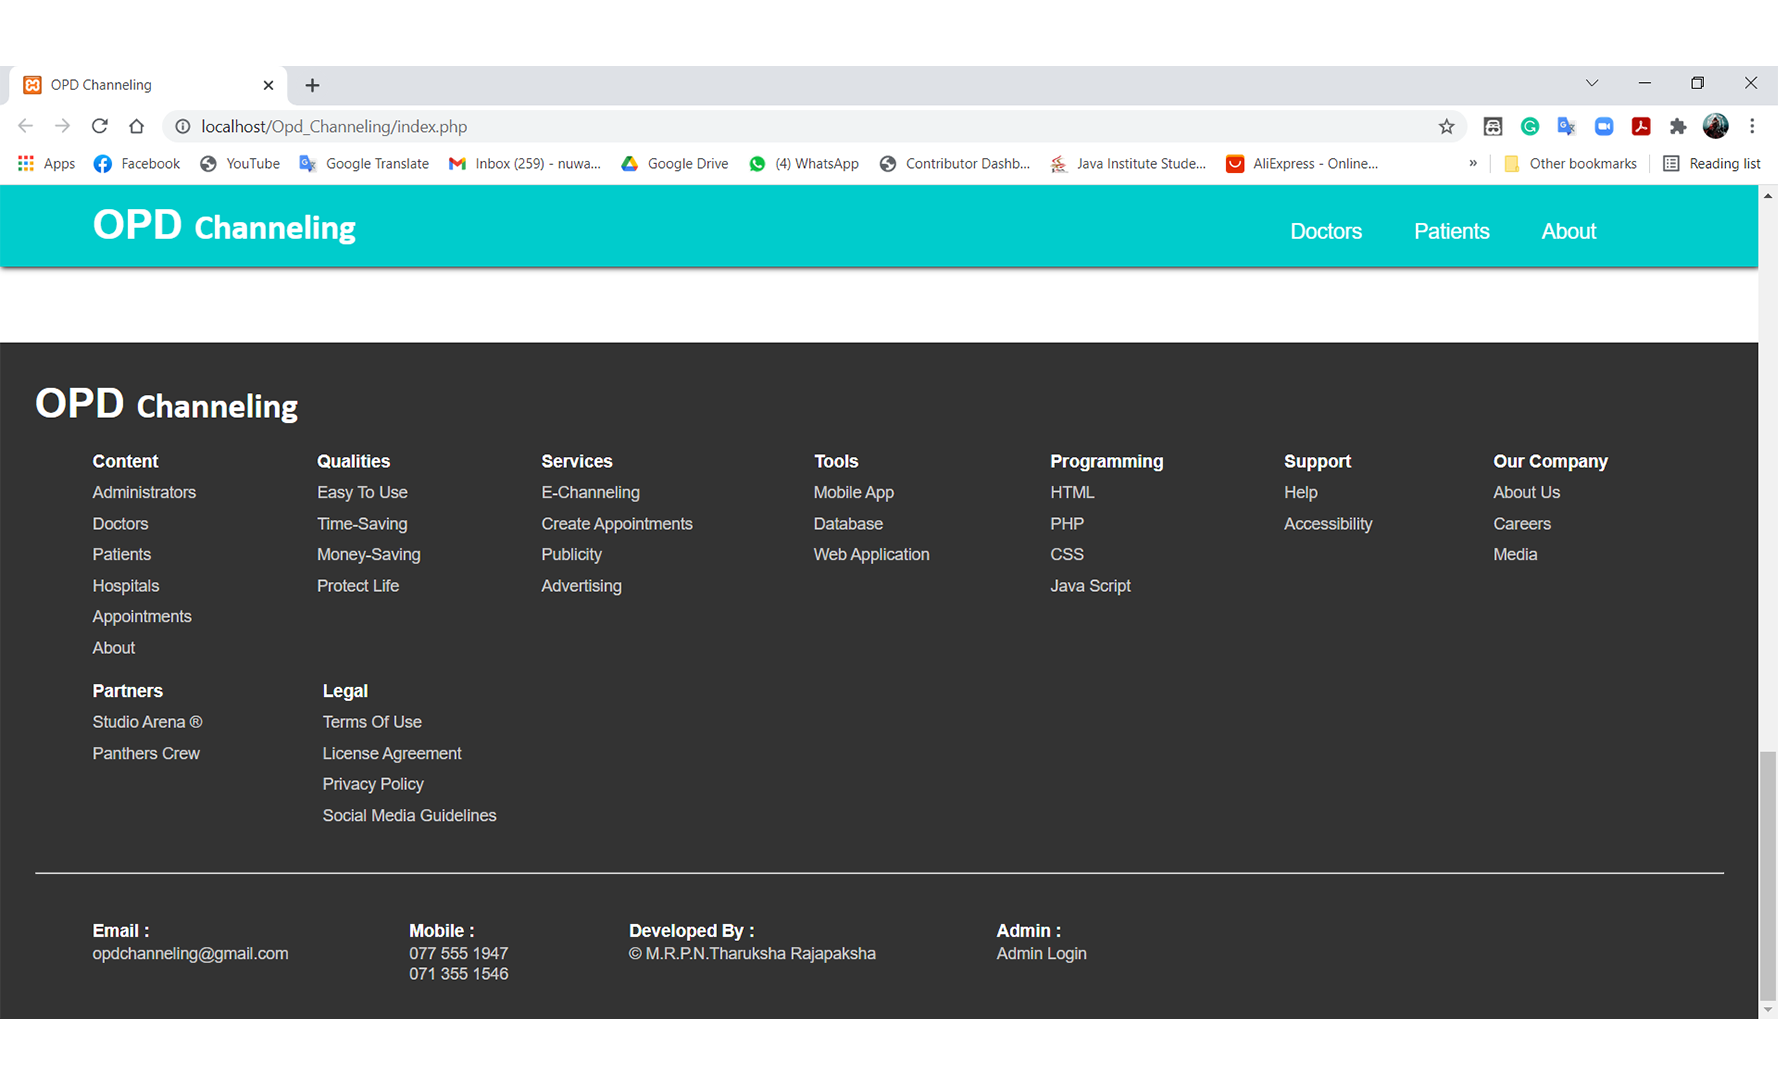 OPD Channeling
localhost/Opd_Channeling/index.php
Apps Facebook YouTube Google Translate Inbox (259) - nuwa... Google Drive (4) WhatsApp Contributor Dashb... Java Institute Stude... AliExpress - Online... » Other bookmarks Reading list
OPD Channeling Doctors Patients About
OPD Channeling
Content
Administrators
Doctors
Patients
Hospitals
Appointments
About
Qualities
Easy To Use
Time-Saving
Money-Saving
Protect Life
Services
E-Channeling
Create Appointments
Publicity
Advertising
Tools
Mobile App
Database
Web Application
Programming
HTML
PHP
CSS
Java Script
Support
Help
Accessibility
Our Company
About Us
Careers
Media
Partners
Studio Arena ®
Panthers Crew
Legal
Terms Of Use
License Agreement
Privacy Policy
Social Media Guidelines
Email :
opdchanneling@gmail.com
Mobile :
077 555 1947
071 355 1546
Developed By :
© M.R.P.N.Tharuksha Rajapaksha
Admin :
Admin Login